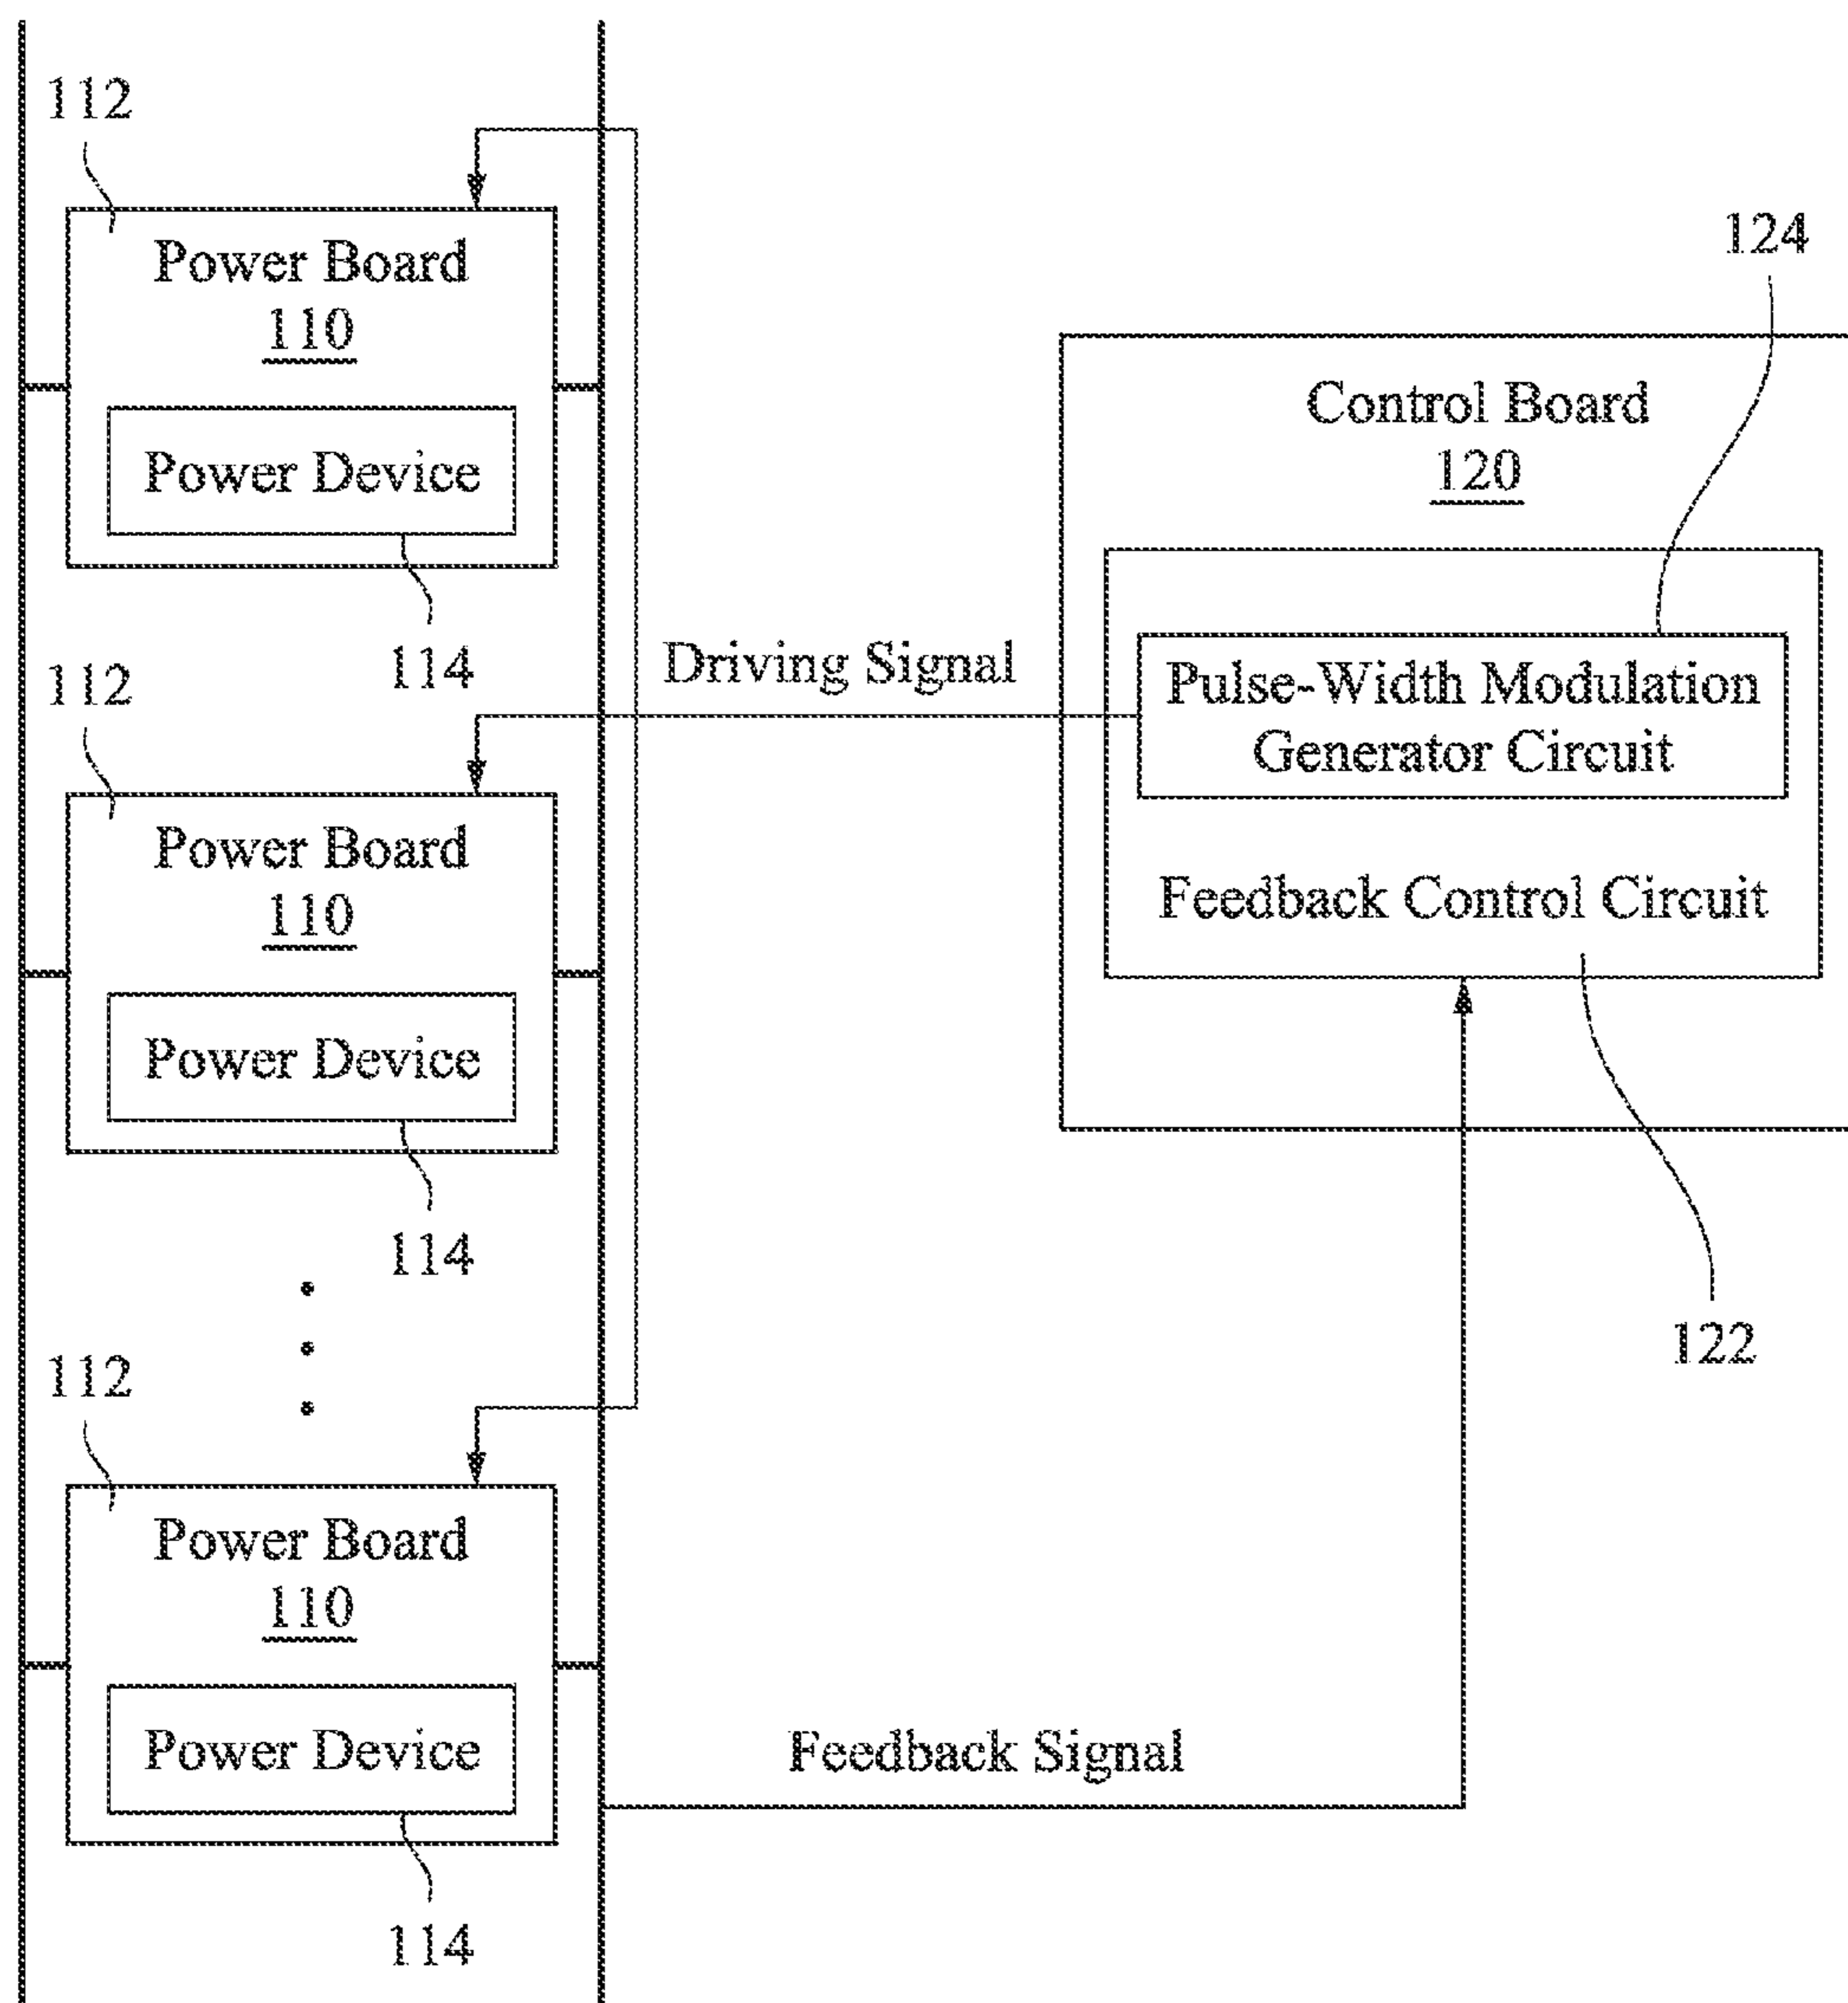 112
Power Board
110
Power Device
114
112
Power Board
110
Power Device
114
112
Power Board
110
Power Device
114
Driving Signal
Feedback Signal
124
Control Board
120
Pulse-Width Modulation
Generator Circuit
Feedback Control Circuit
122